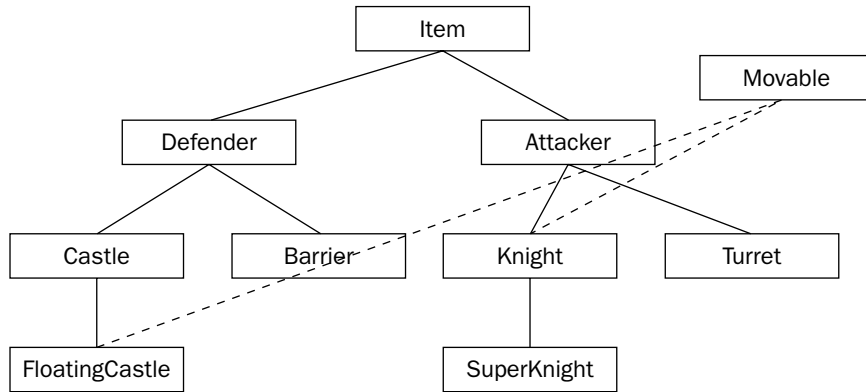 Item
Movable
Defender
Attacker
Castle
Barrier
Knight
Turret
FloatingCastle
SuperKnight